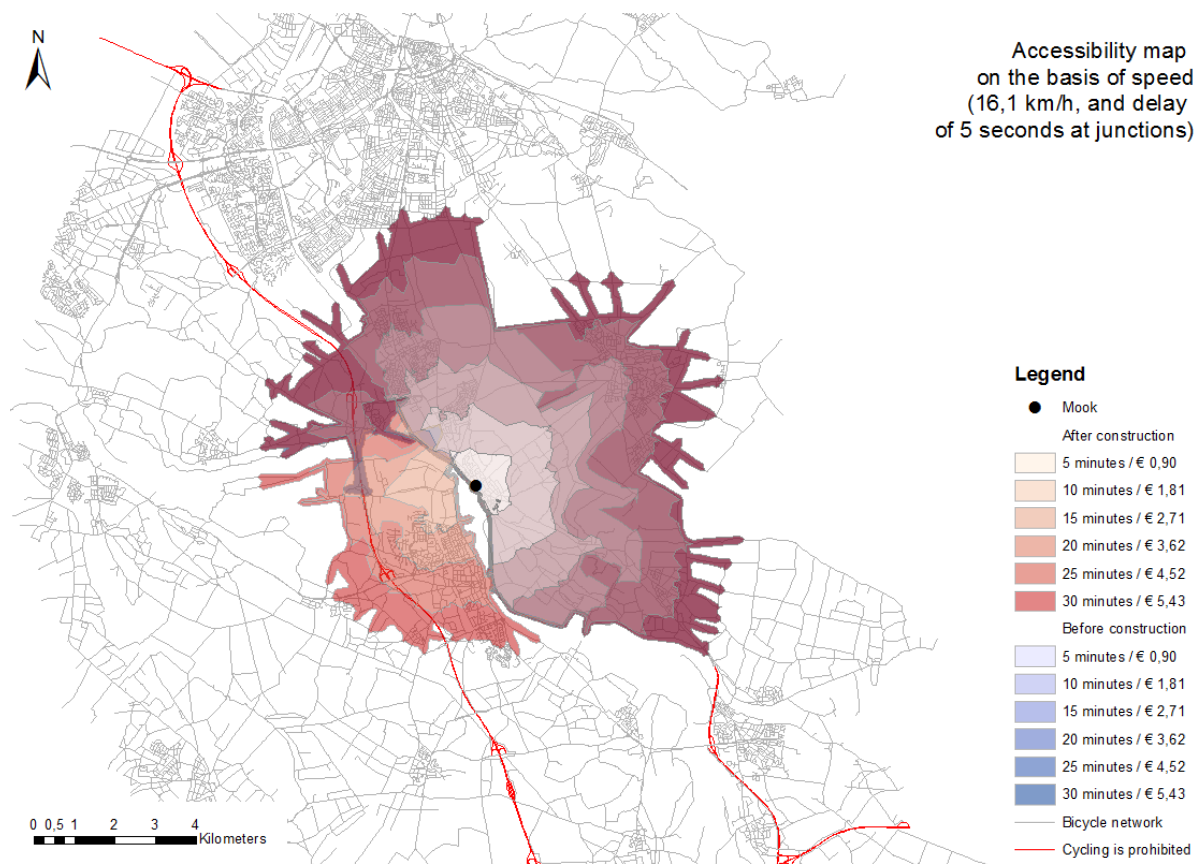 N
Accessibility map
on the basis of speed
(16,1 km/h, and delay
of 5 seconds at junctions)
Legend
Mook
After construction
5 minutes / € 0,90
10 minutes / € 1,81
15 minutes / € 2,71
20 minutes / € 3,62
25 minutes / € 4,52
30 minutes / € 5,43
Before construction
5 minutes / € 0,90
10 minutes / € 1,81
15 minutes / € 2,71
20 minutes / € 3,62
25 minutes / € 4,52
30 minutes / € 5,43
Bicycle network
Cycling is prohibited
0 0,5 1 2 3 4
Kilometers